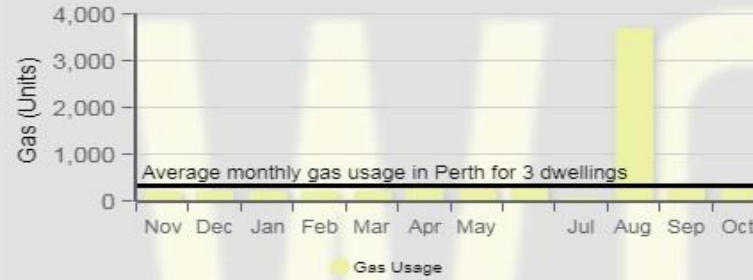 4,000
3,000
2,000
1,000
0
Gas (Units)
Average monthly gas usage in Perth for 3 dwellings
Nov Dec Jan Feb Mar Apr May Jul Aug Sep Oct
Gas Usage